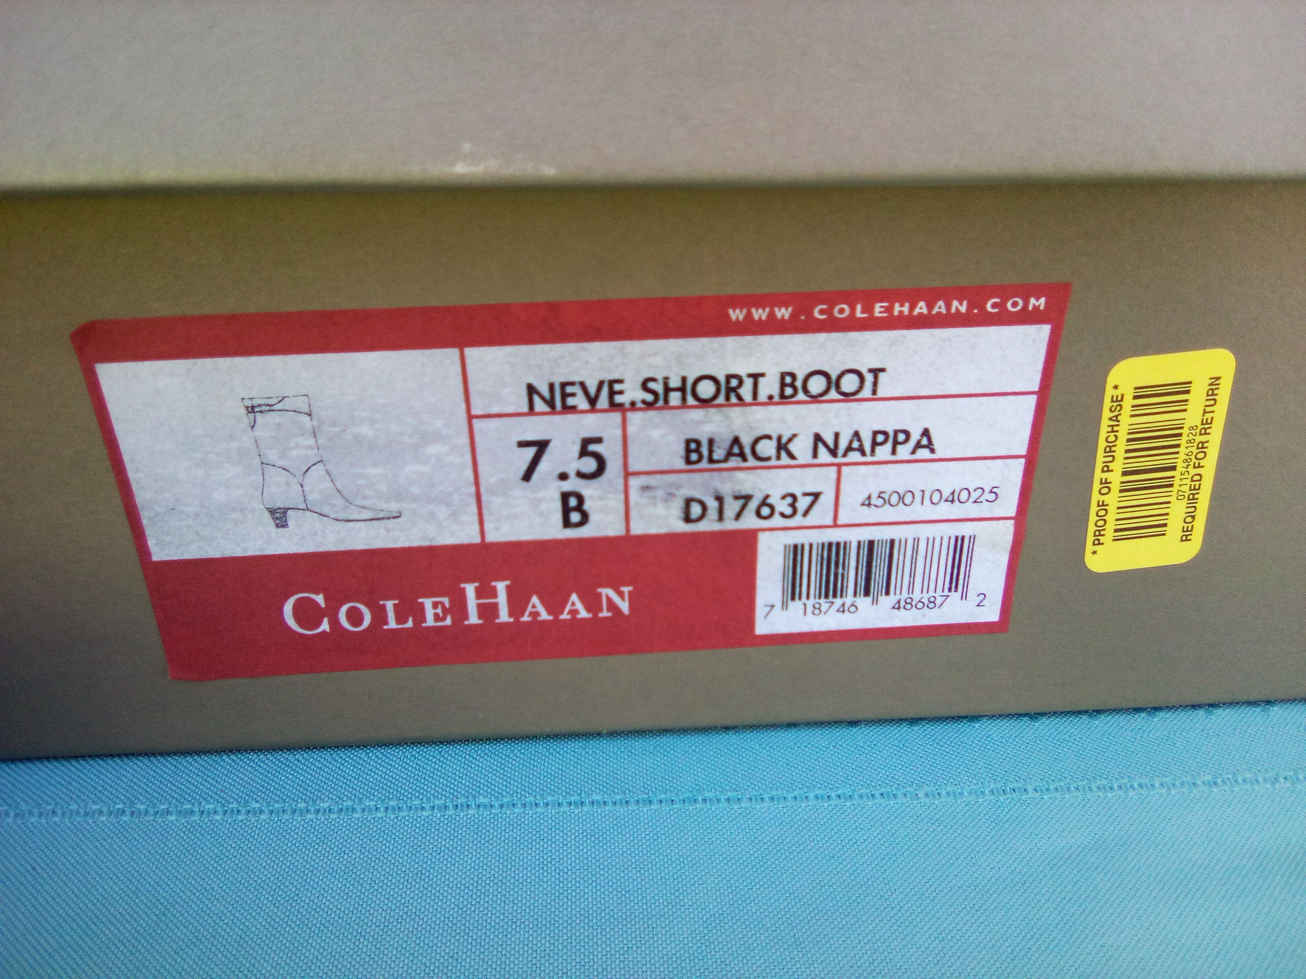 WWW.COLEHAAN.COM
NEVE.SHORT.BOOT
7.5
B
BLACK NAPPA
D17637
4500104025
COLEHAAN
7 18746 48687 2
*PROOF OF PURCHASE*
071154861828
REQUIRED FOR RETURN